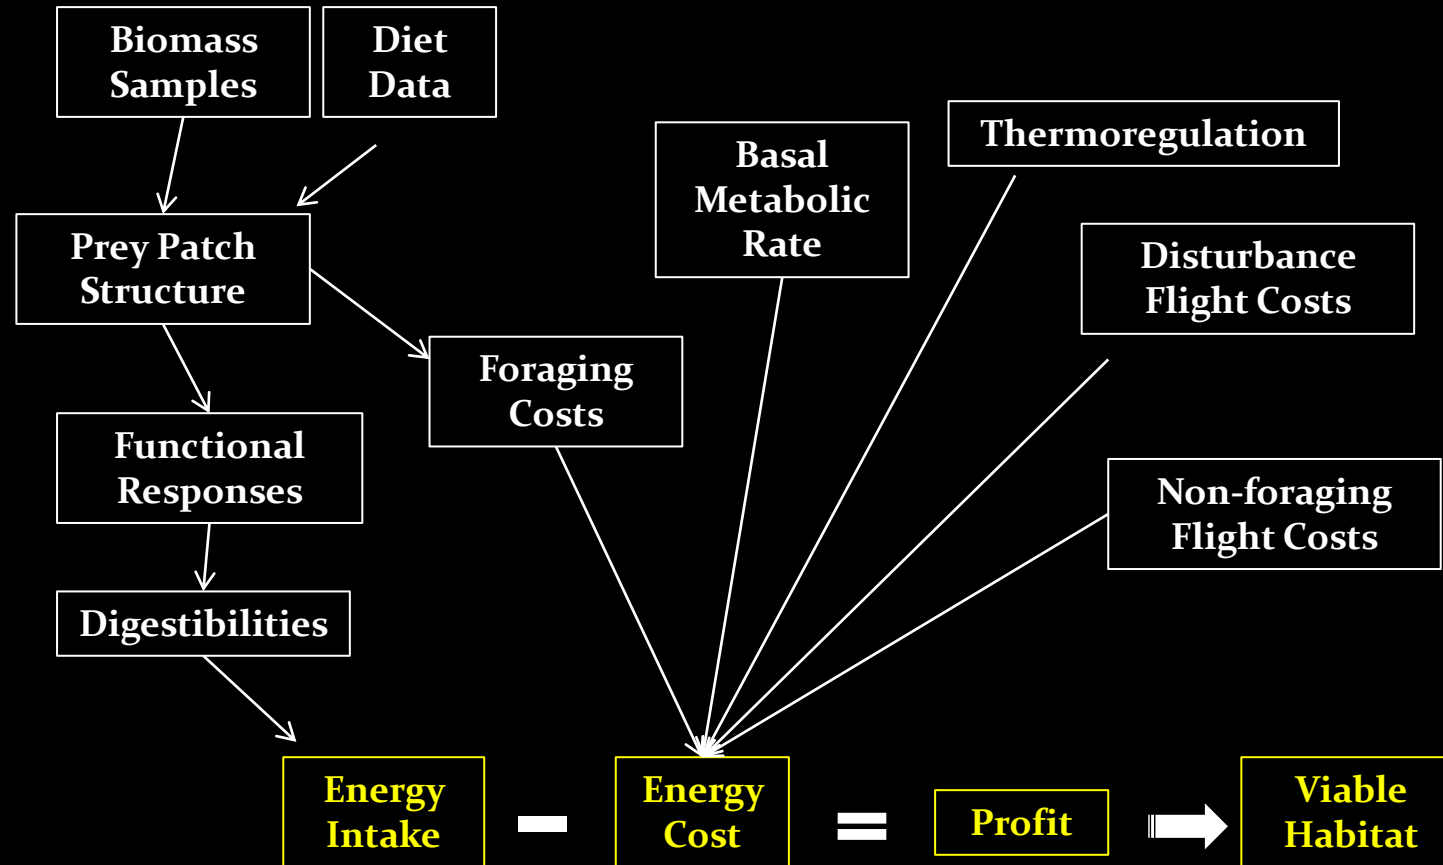 Biomass
Samples
Diet
Data
Basal
Metabolic
Rate
Thermoregulation
Prey Patch
Structure
Disturbance
Flight Costs
Foraging
Costs
Functional
Responses
Non-foraging
Flight Costs
Digestibilities
Energy
Intake
Energy
Cost
=
Profit
Viable
Habitat